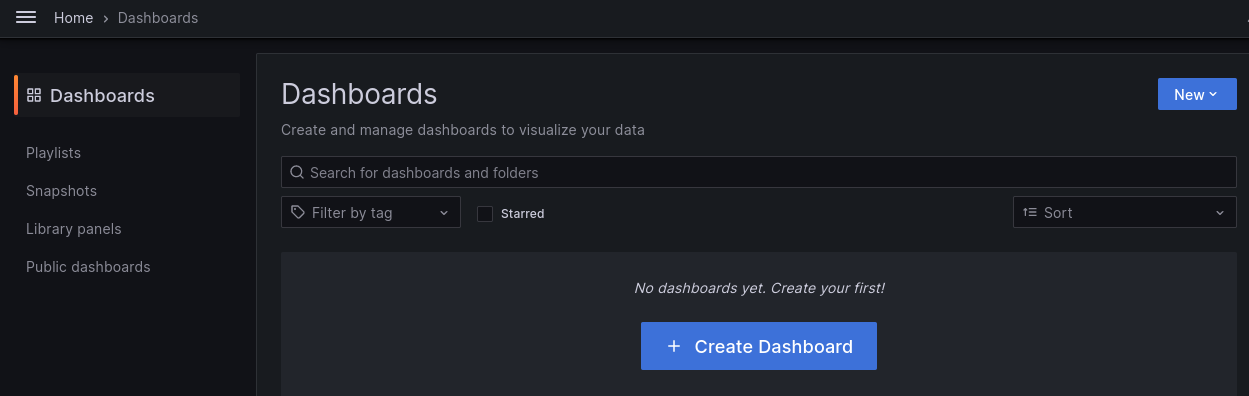 Home › Dashboards
Dashboards
Playlists
Snapshots
Library panels
Public dashboards
Dashboards
New
Create and manage dashboards to visualize your data
Search for dashboards and folders
Filter by tag
Starred
Sort
No dashboards yet. Create your first!
+ Create Dashboard